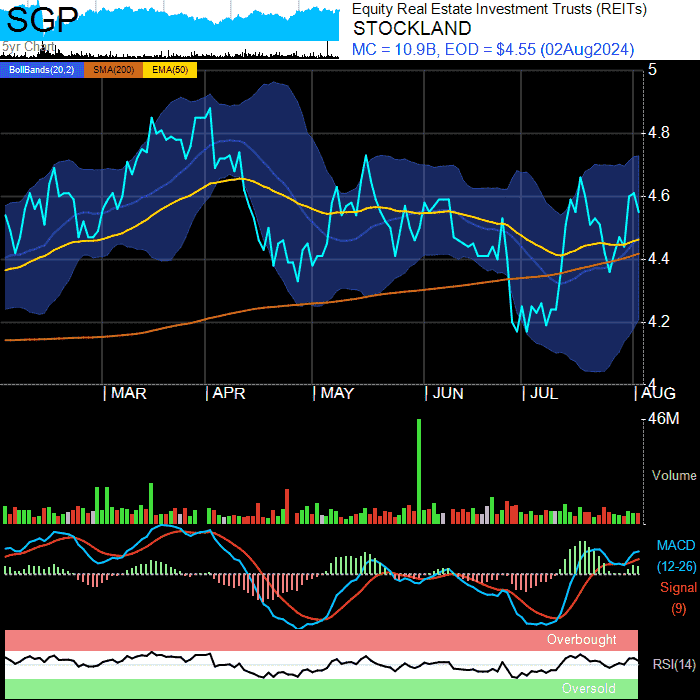 SGP
5yr Chart
Equity Real Estate Investment Trusts (REITs)
STOCKLAND
MC = 10.9B, EOD = $4.55 (02Aug2024)
BollBands(20,2) SMA(200) EMA(50)
5
4.8
4.6
4.4
4.2
4
MAR APR MAY JUN JUL AUG
46M
Volume
MACD
(12-26)
Signal
(9)
Overbought
RSI(14)
Oversold